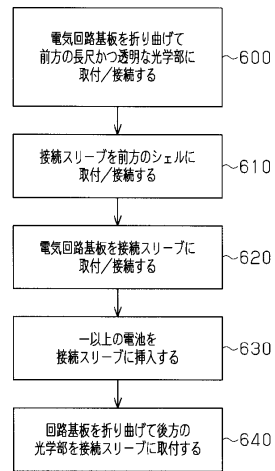 電気回路基板を折り曲げて
前方の長尺かつ透明な光学部に
取付/接続する
600
接続スリーブを前方のシェルに
取付/接続する
610
電気回路基板を接続スリーブに
取付/接続する
620
一以上の電池を
接続スリーブに挿入する
630
回路基板を折り曲げて後方の
光学部を接続スリーブに取付する
640